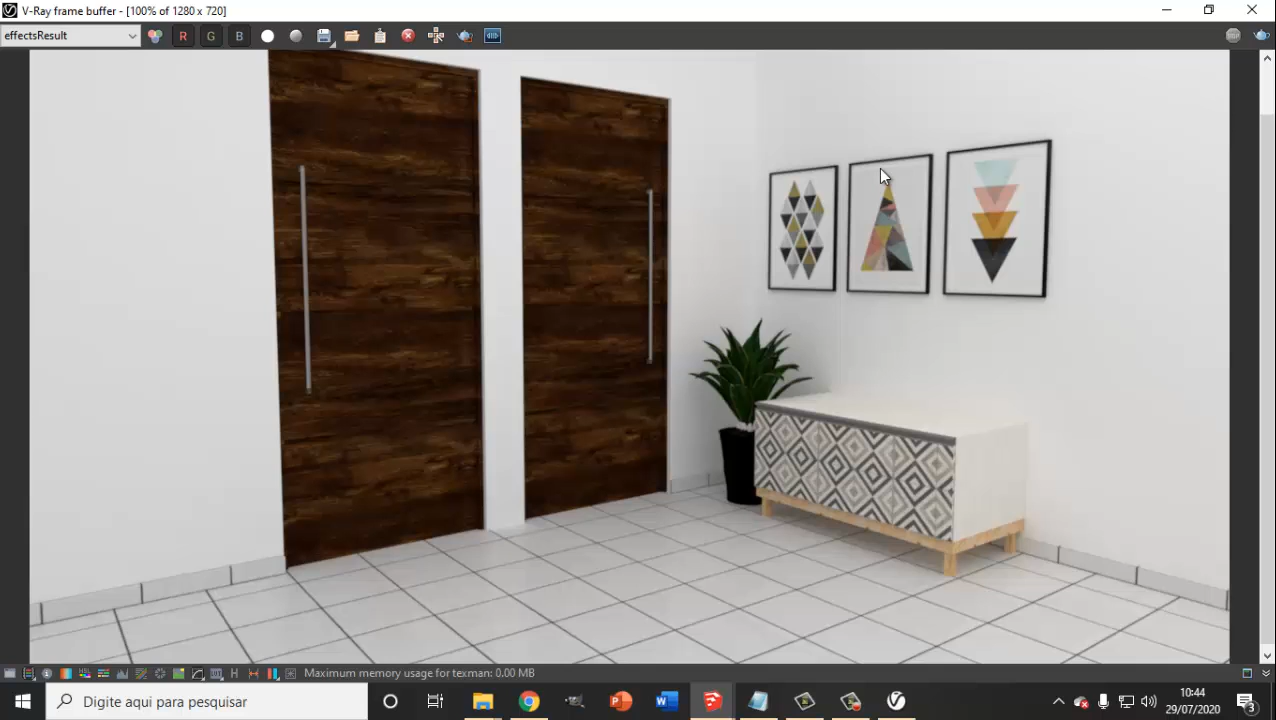 V-Ray frame buffer - [100% of 1280 x 720]
effectsResult
R
G
B
H
Maximum memory usage for texman: 0.00 MB
Digite aqui para pesquisar
10:44
29/07/2020
3